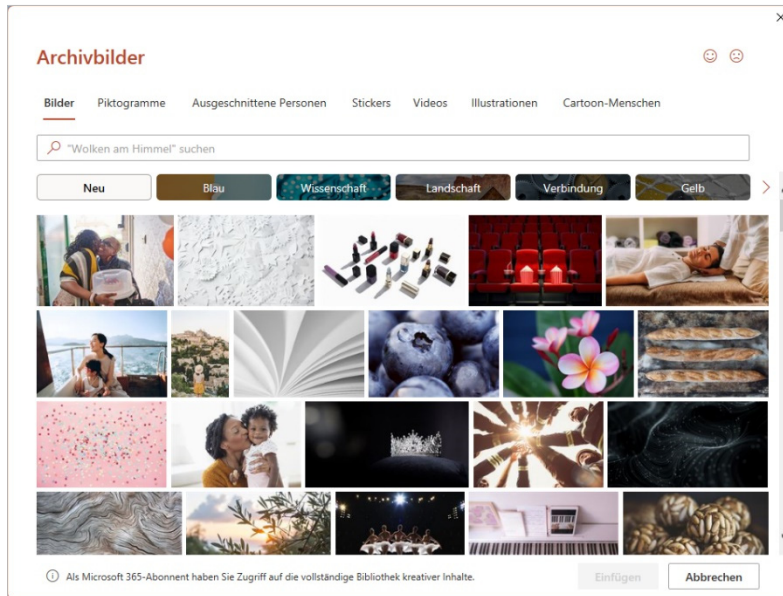 Archivbilder
Bilder Piktogramme Ausgeschnittene Personen Stickers Videos Illustrationen Cartoon-Menschen
"Wolken am Himmel" suchen
Neu Blau Wissenschaft Landschaft Verbindung Gelb
Als Microsoft 365-Abonnent haben Sie Zugriff auf die vollständige Bibliothek kreativer Inhalte.
Einfügen Abbrechen